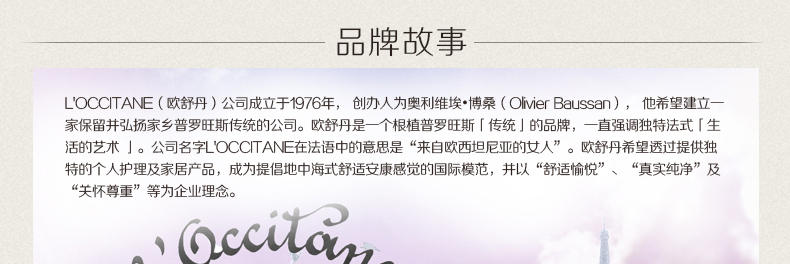 品牌故事
L'OCCITANE（欧舒丹）公司成立于1976年， 创办人为奥利维埃•博桑（Olivier Baussan）， 他希望建立一
家保留并弘扬家乡普罗旺斯传统的公司。欧舒丹是一个根植普罗旺斯「传统」的品牌，一直强调独特法式「生
活的艺术 」。公司名字L'OCCITANE在法语中的意思是“来自欧西坦尼亚的女人”。欧舒丹希望透过提供独
特的个人护理及家居产品，成为提倡地中海式舒适安康感觉的国际模范，并以“舒适愉悦”、“真实纯净”及
“关怀尊重”等为企业理念。
L'Occitane